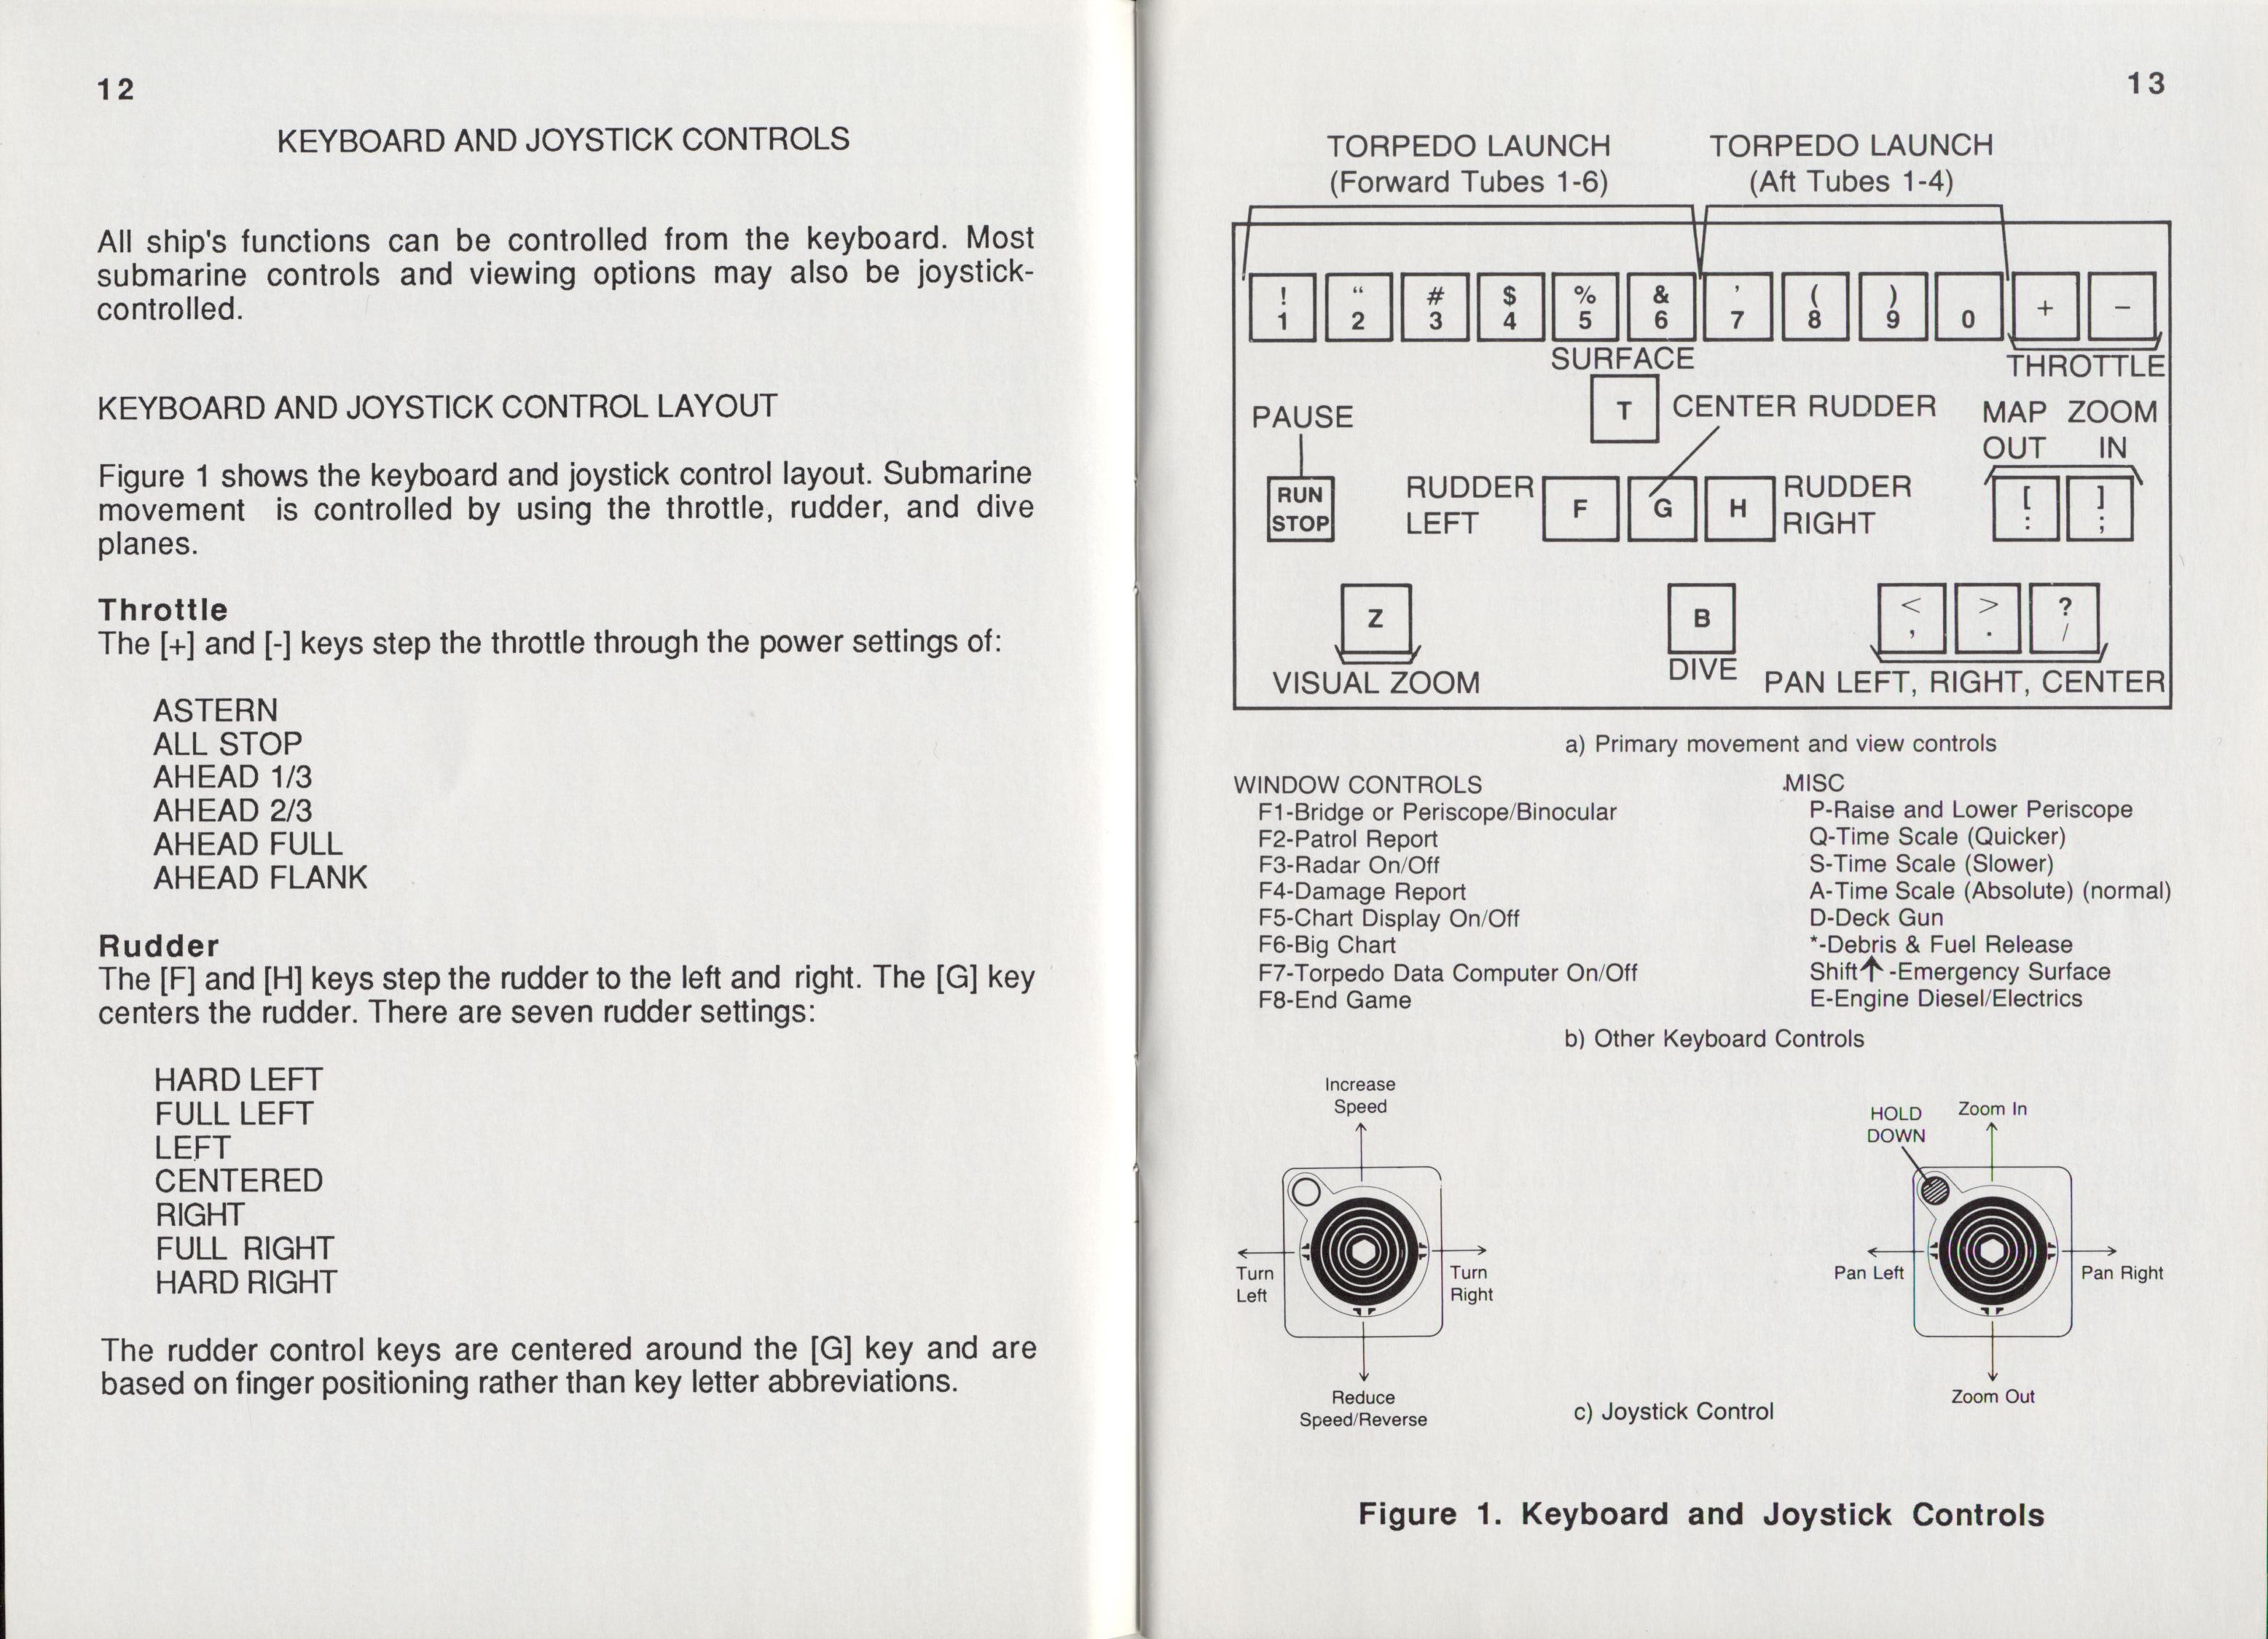 12
KEYBOARD AND JOYSTICK CONTROLS
All ship's functions can be controlled from the keyboard. Most
submarine controls and viewing options may also be joystick-
controlled.
KEYBOARD AND JOYSTICK CONTROL LAYOUT
Figure 1 shows the keyboard and joystick control layout. Submarine
movement is controlled by using the throttle, rudder, and dive
planes.
Throttle
The [+] and [-] keys step the throttle through the power settings of:
ASTERN
ALL STOP
AHEAD 1/3
AHEAD 2/3
AHEAD FULL
AHEAD FLANK
Rudder
The [F] and [H] keys step the rudder to the left and right. The [G] key
centers the rudder. There are seven rudder settings:
HARD LEFT
FULL LEFT
LEFT
CENTERED
RIGHT
FULL RIGHT
HARD RIGHT
The rudder control keys are centered around the [G] key and are
based on finger positioning rather than key letter abbreviations.
13
TORPEDO LAUNCH
(Forward Tubes 1-6)
TORPEDO LAUNCH
(Aft Tubes 1-4)
! “ # $ % & ’ ( ) + −
1 2 3 4 5 6 7 8 9 0
SURFACE
THROTTLE
PAUSE
T
CENTER RUDDER
MAP ZOOM
OUT IN
RUN
STOP
RUDDER
LEFT
F G H
RUDDER
RIGHT
[ ]
: ;
Z
B
< > ?
, . /
VISUAL ZOOM
DIVE
PAN LEFT, RIGHT, CENTER
a) Primary movement and view controls
WINDOW CONTROLS
F1-Bridge or Periscope/Binocular
F2-Patrol Report
F3-Radar On/Off
F4-Damage Report
F5-Chart Display On/Off
F6-Big Chart
F7-Torpedo Data Computer On/Off
F8-End Game
MISC
P-Raise and Lower Periscope
Q-Time Scale (Quicker)
S-Time Scale (Slower)
A-Time Scale (Absolute) (normal)
D-Deck Gun
*-Debris & Fuel Release
Shift↑-Emergency Surface
E-Engine Diesel/Electrics
b) Other Keyboard Controls
Increase
Speed
Turn
Left
Turn
Right
Reduce
Speed/Reverse
HOLD
DOWN
Zoom In
Pan Left
Pan Right
Zoom Out
c) Joystick Control
Figure 1. Keyboard and Joystick Controls